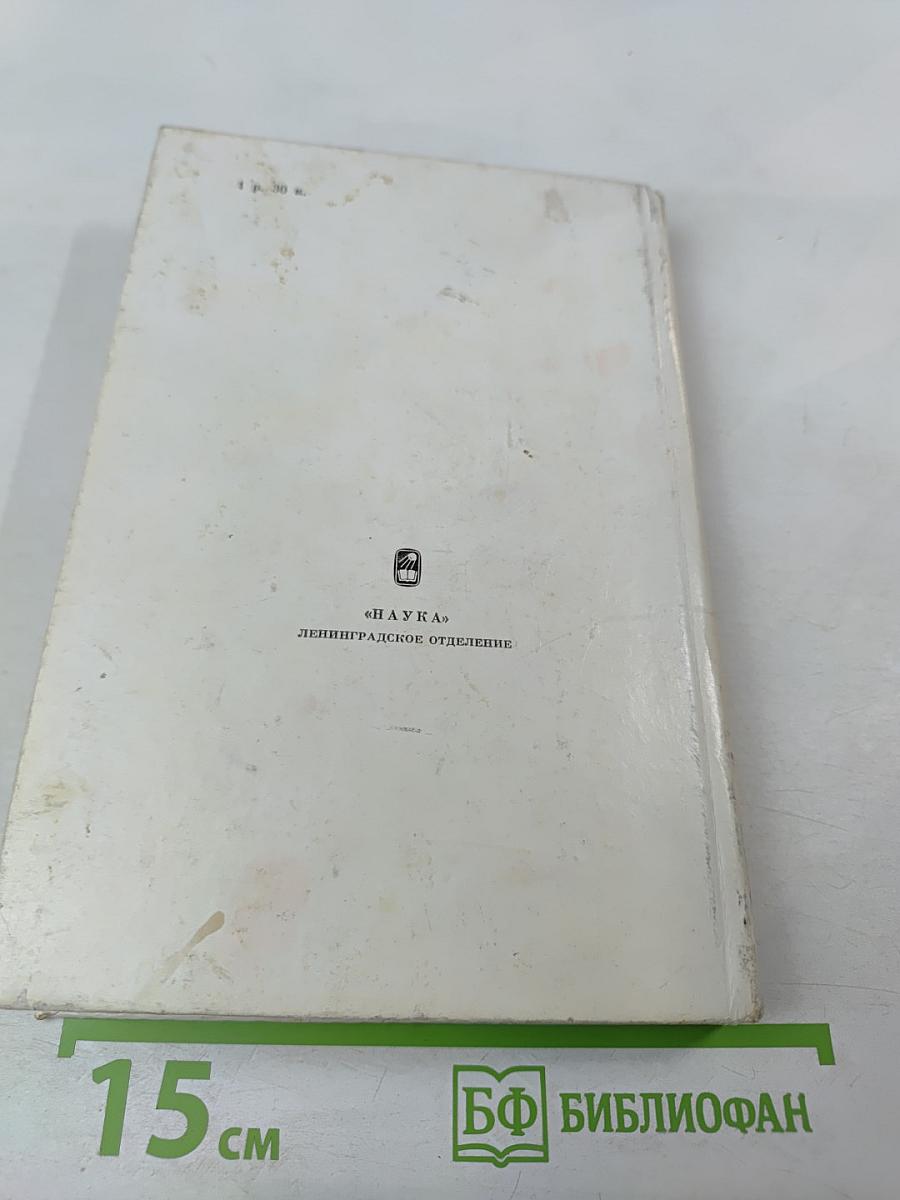 1 р. 30 к.
«НАУКА»
ЛЕНИНГРАДСКОЕ ОТДЕЛЕНИЕ
15 см
БФ БИБЛИОФАН